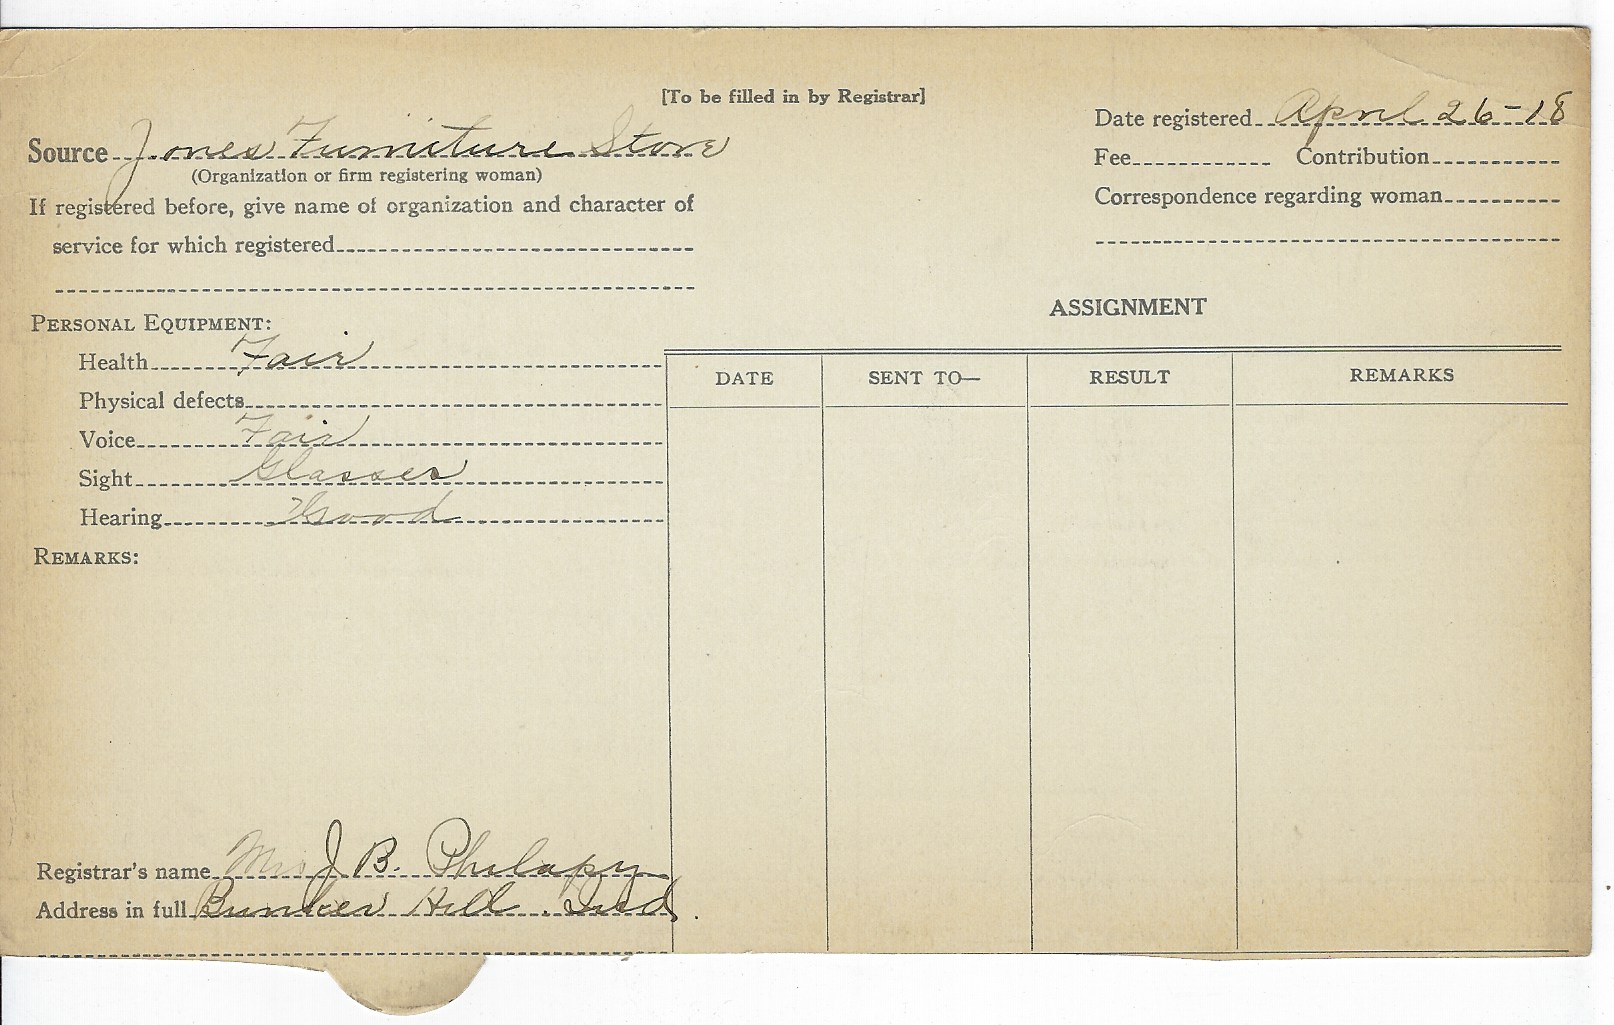 [To be filled in by Registrar]
Date registered April 26-18
Source Jones Furniture Store
(Organization or firm registering woman)
Fee Contribution
If registered before, give name of organization and character of
service for which registered
Correspondence regarding woman
ASSIGNMENT
PERSONAL EQUIPMENT:
Health Fair
Physical defects
Voice Fair
Sight Glasses
Hearing Good
REMARKS:
DATE SENT TO— RESULT REMARKS
Registrar's name Mrs J. B. Philapy
Address in full Bunker Hill. Ind.